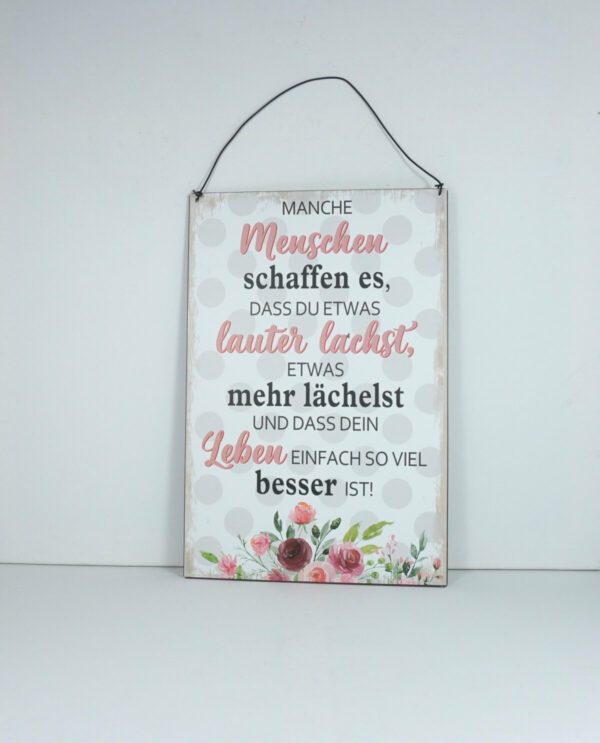 MANCHE
Menschen
schaffen es,
DASS DU ETWAS
lauter lachst,
ETWAS
mehr lächelst
UND DASS DEIN
Leben EINFACH SO VIEL
besser IST!